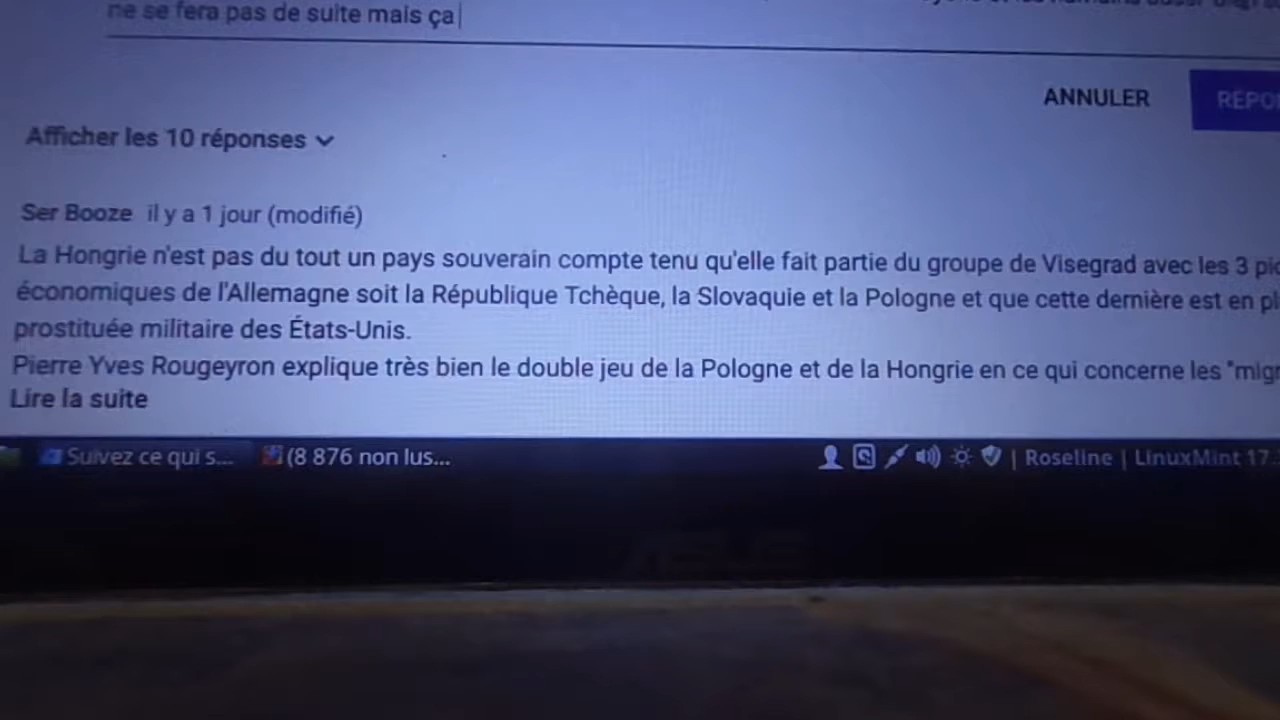 ne se fera pas de suite mais ça
ANNULER
Afficher les 10 réponses
Ser Booze il y a 1 jour (modifié)
La Hongrie n'est pas du tout un pays souverain compte tenu qu'elle fait partie du groupe de Visegrad avec les 3
économiques de l'Allemagne soit la République Tchèque, la Slovaquie et la Pologne et que cette dernière est en
prostituée militaire des États-Unis.
Pierre Yves Rougeyron explique très bien le double jeu de la Pologne et de la Hongrie en ce qui concerne les
Lire la suite
Suivez ce qui s... (8 876 non lus... | Roseline | LinuxMint 17
ASUS